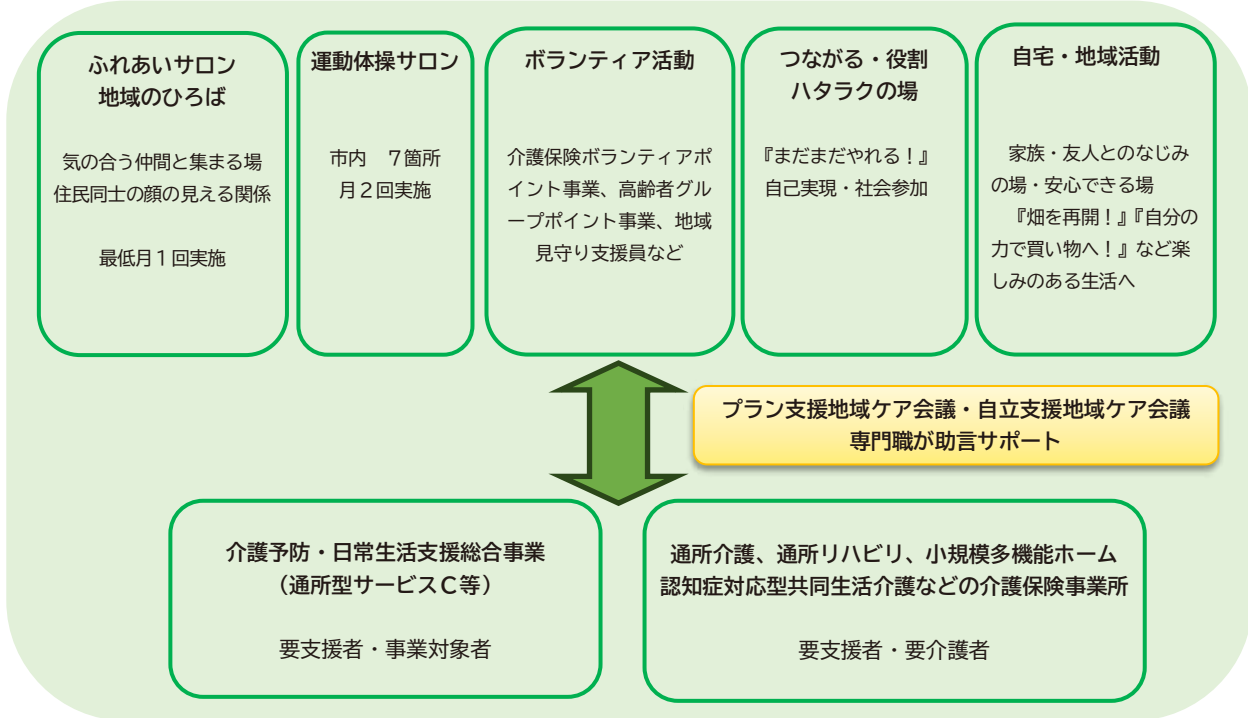 ふれあいサロン
地域のひろば
気の合う仲間と集まる場
住民同士の顔の見える関係
最低月１回実施
運動体操サロン
市内　７箇所
月２回実施
ボランティア活動
介護保険ボランティアポ
イント事業、高齢者グル
ープポイント事業、地域
見守り支援員など
つながる・役割
ハタラクの場
『まだまだやれる！』
自己実現・社会参加
自宅・地域活動
家族・友人とのなじみ
の場・安心できる場
『畑を再開！』『自分の
力で買い物へ！』など楽
しみのある生活へ
プラン支援地域ケア会議・自立支援地域ケア会議
専門職が助言サポート
介護予防・日常生活支援総合事業
（通所型サービスＣ等）
要支援者・事業対象者
通所介護、通所リハビリ、小規模多機能ホーム
認知症対応型共同生活介護などの介護保険事業所
要支援者・要介護者